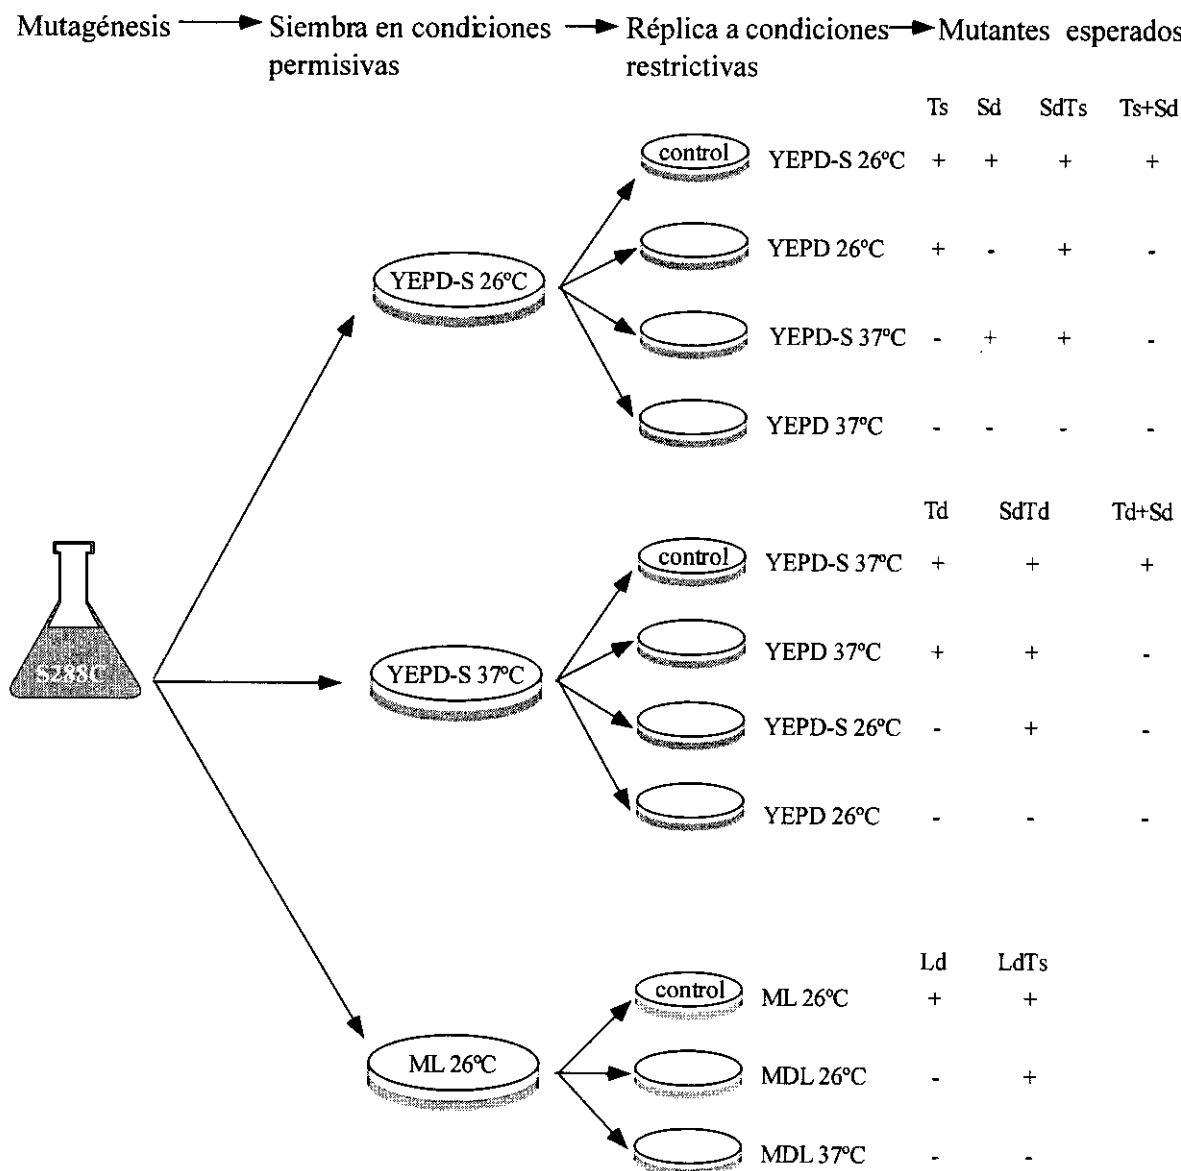 Mutagénesis Siembra en condiciones Réplica a condiciones Mutantes esperados
permisivas restrictivas
Ts Sd SdTs Ts+Sd
control YEPD-S 26ºC + + + +
YEPD 26ºC + - + -
YEPD-S 26ºC
YEPD-S 37ºC - + + -
YEPD 37ºC - - - -
Td SdTd Td+Sd
control YEPD-S 37ºC + + +
S288C
YEPD-S 37ºC
YEPD 37ºC + + -
YEPD-S 26ºC - + -
YEPD 26ºC - - -
Ld LdTs
control ML 26ºC + +
ML 26ºC
MDL 26ºC - +
MDL 37ºC - -